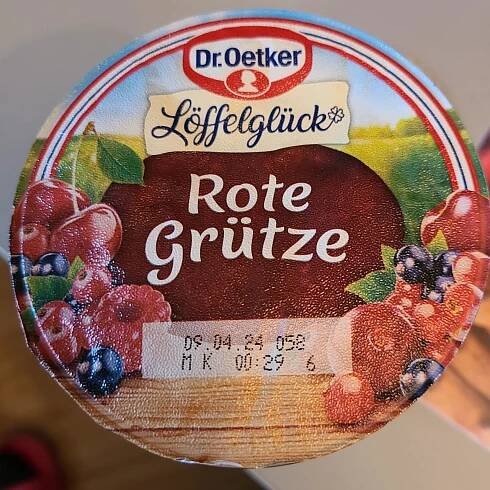 Dr.Oetker
Löffelglück
Rote
Grütze
09.04.24 058
M K 00:29 6